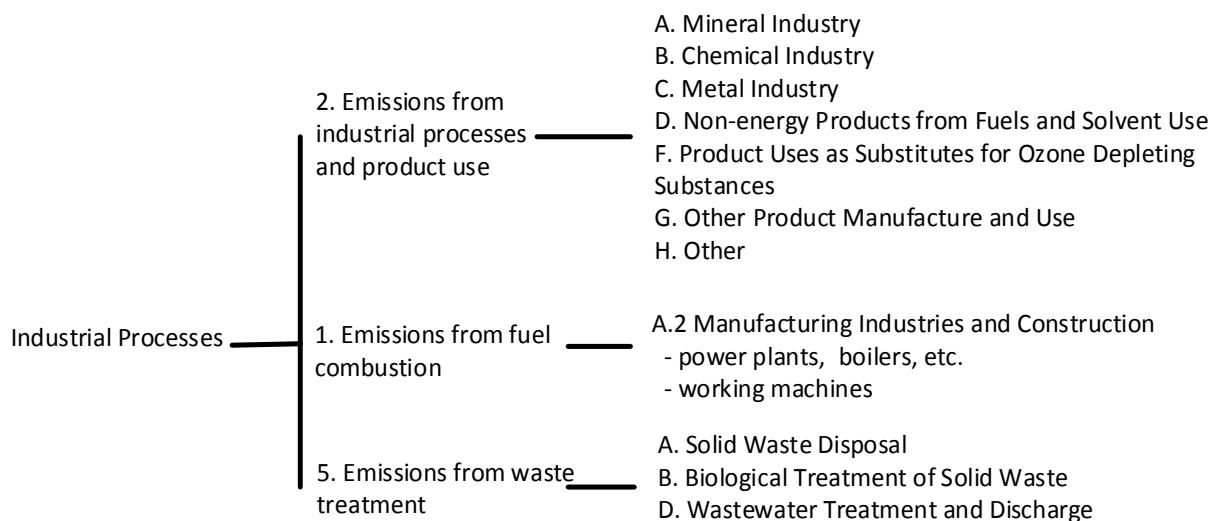 Industrial Processes
2. Emissions from
industrial processes
and product use
A. Mineral Industry
B. Chemical Industry
C. Metal Industry
D. Non-energy Products from Fuels and Solvent Use
F. Product Uses as Substitutes for Ozone Depleting
Substances
G. Other Product Manufacture and Use
H. Other
1. Emissions from fuel
combustion
A.2 Manufacturing Industries and Construction
- power plants, boilers, etc.
- working machines
5. Emissions from waste
treatment
A. Solid Waste Disposal
B. Biological Treatment of Solid Waste
D. Wastewater Treatment and Discharge